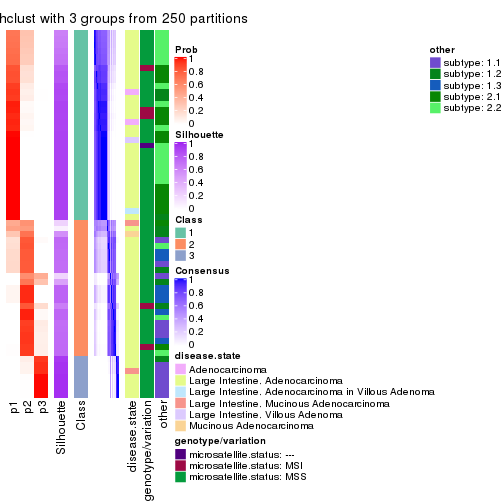 hclust with 3 groups from 250 partitions
Prob
1
0.8
0.6
0.4
0.2
0
Silhouette
1
0.8
0.6
0.4
0.2
0
Class
1
2
3
Consensus
1
0.8
0.6
0.4
0.2
0
disease.state
Adenocarcinoma
Large Intestine. Adenocarcinoma
Large Intestine. Adenocarcinoma in Villous Adenoma
Large Intestine. Mucinous Adenocarcinoma
Large Intestine. Villous Adenoma
Mucinous Adenocarcinoma
genotype/variation
microsatellite.status: ---
microsatellite.status: MSI
microsatellite.status: MSS
other
subtype: 1.1
subtype: 1.2
subtype: 1.3
subtype: 2.1
subtype: 2.2
p1
p2
p3
Silhouette
Class
disease.state
genotype/variation
other